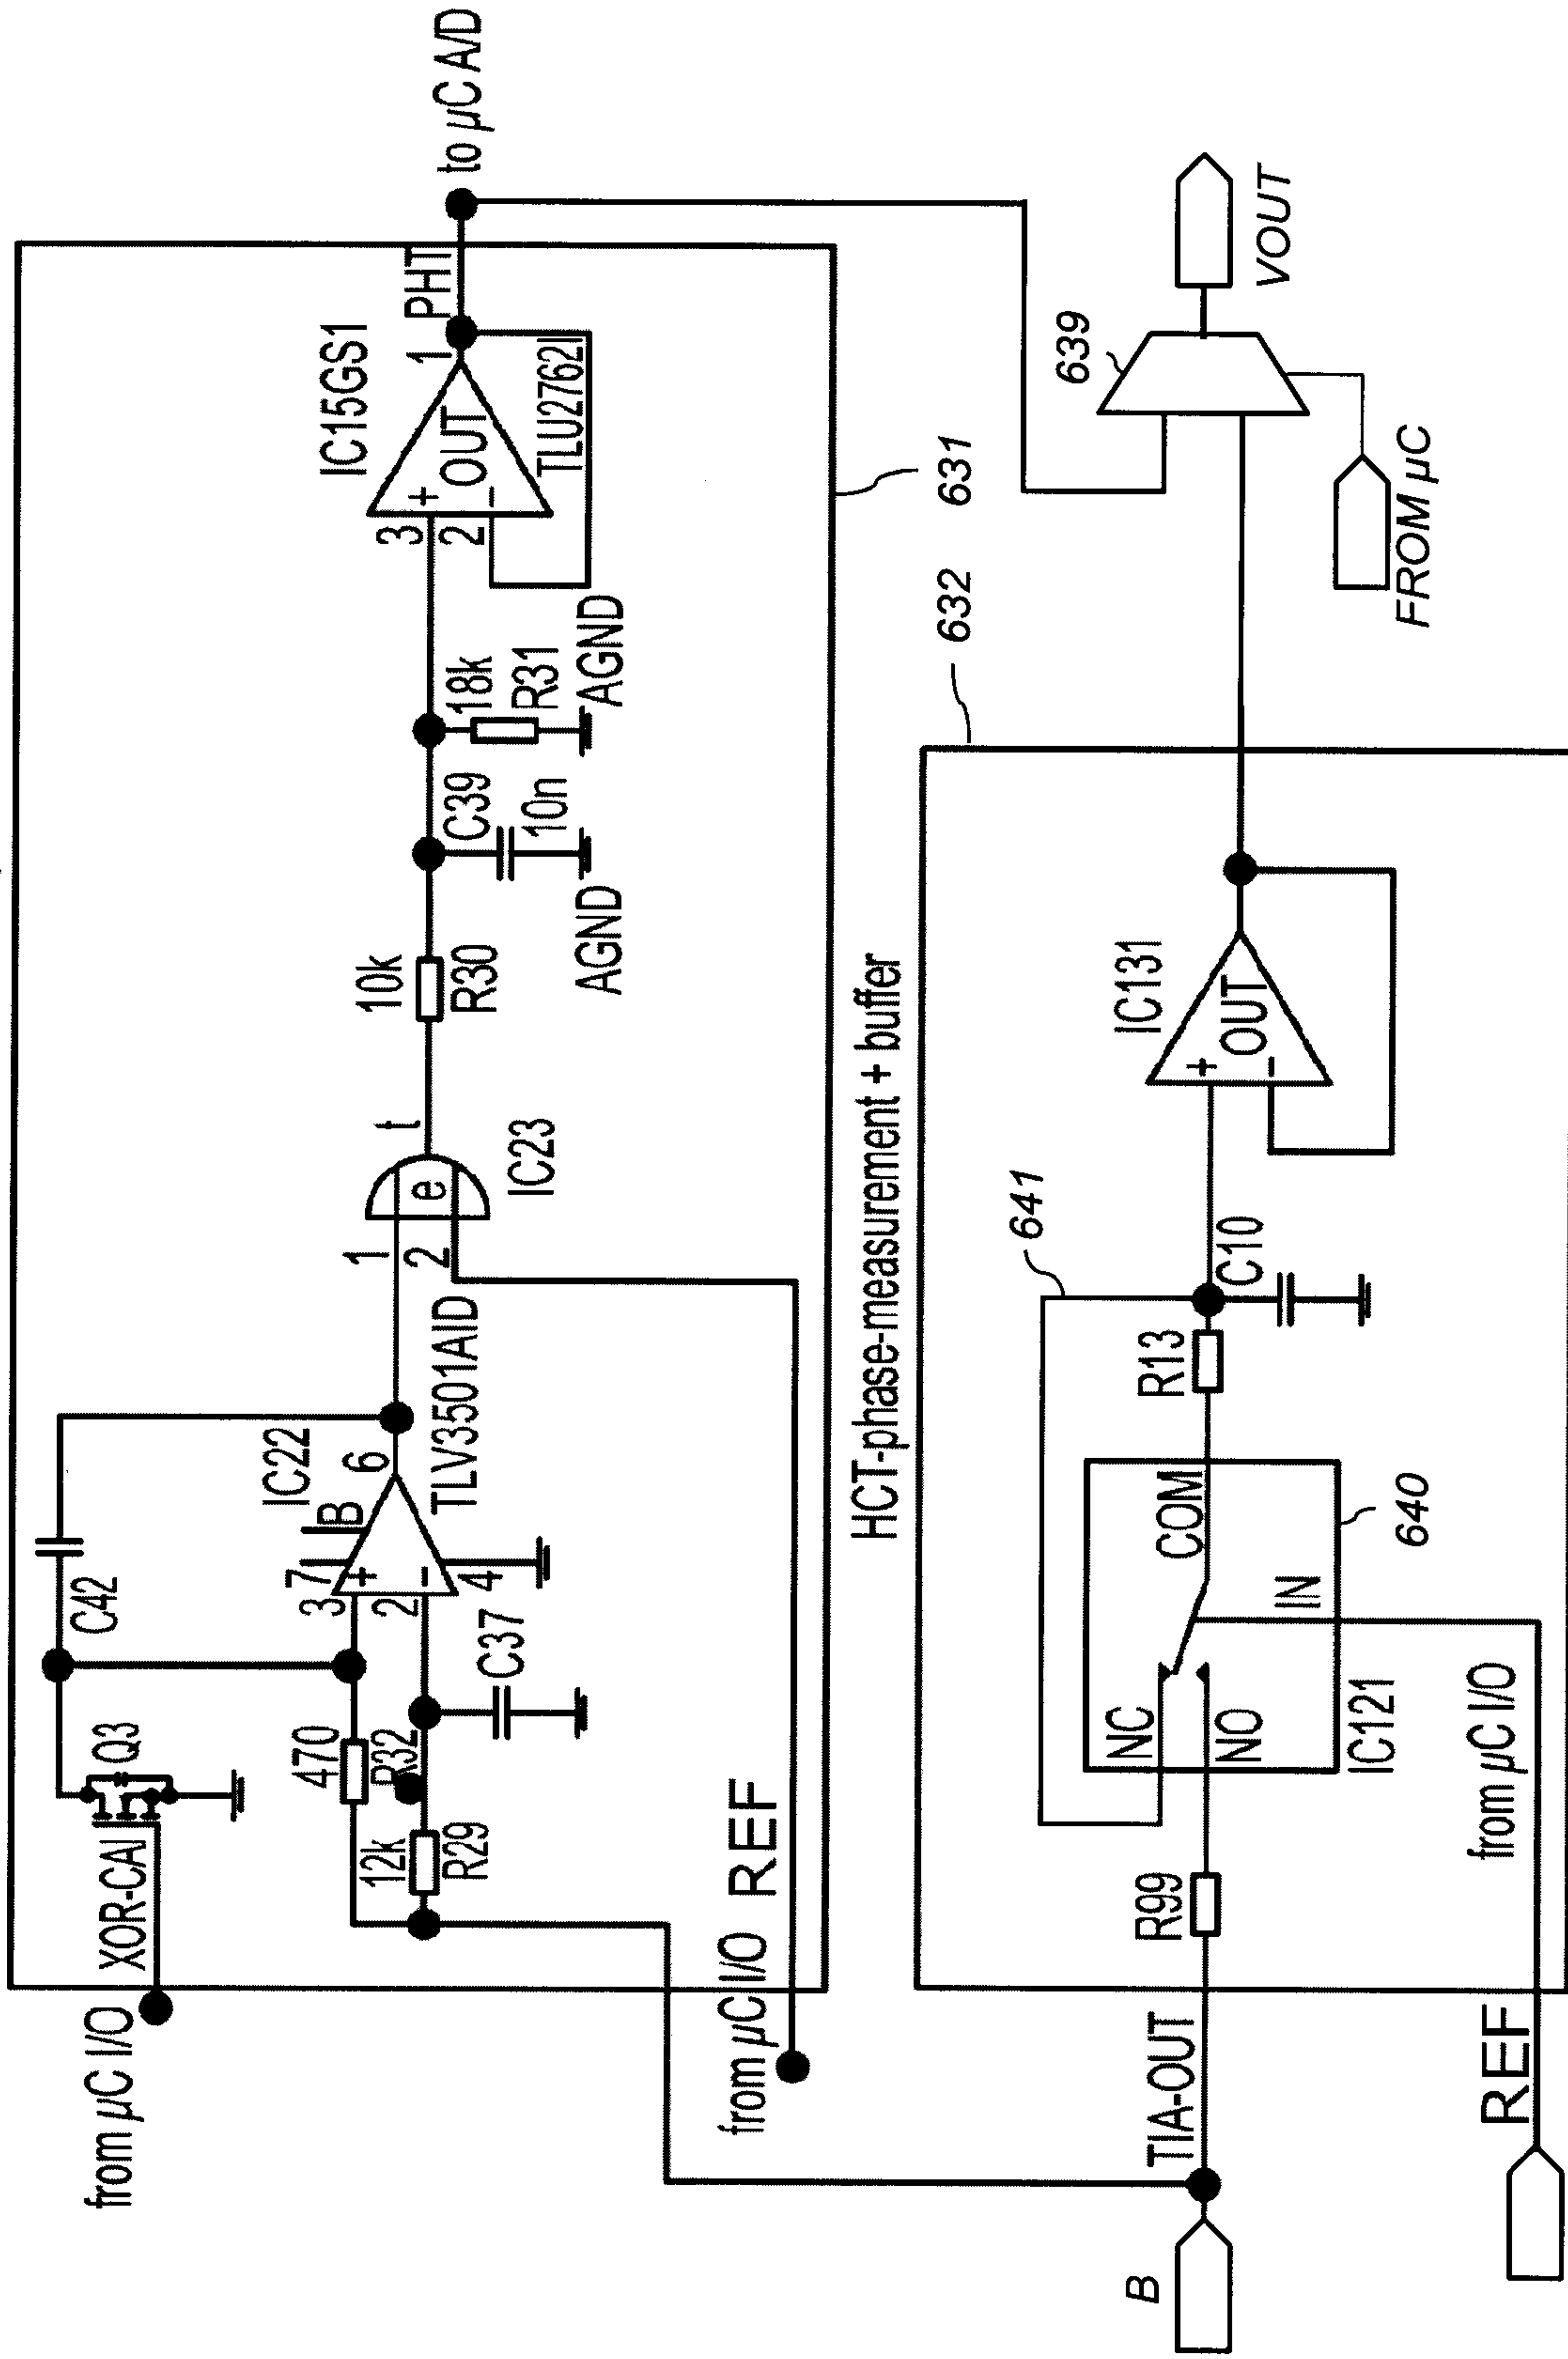 from µC I/O
XOR-CAl
Q3
C42
470
R32
12k
R29
C37
3
2
7
+
-
4
B
IC22
6
TLV3501AID
1
2
e
t
IC23
10k
R30
C39
10n
AGND
18k
R31
AGND
3
2
+
-
OUT
IC15GS1
1
TLU2762I
PHT
to µC A/D
from µC I/O REF
631
HCT-phase-measurement + buffer
632
B
TIA-OUT
R99
NC
NO
COM
IN
IC121
640
641
R13
C10
+
-
OUT
IC131
REF
from µC I/O
639
VOUT
FROM µC